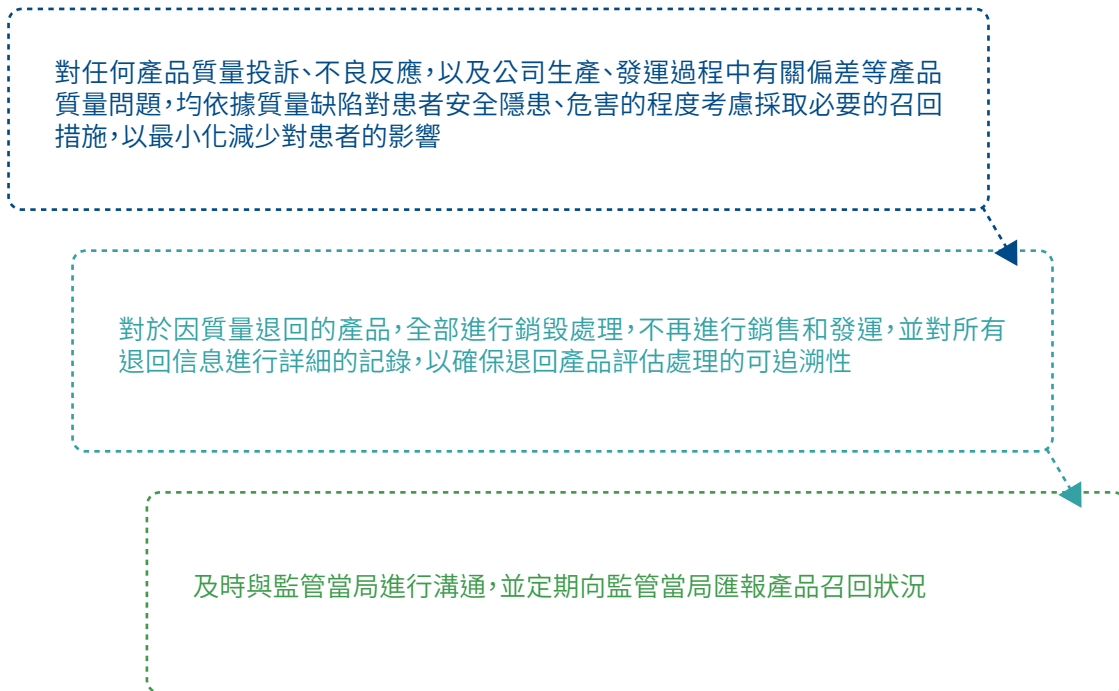 對任何產品質量投訴、不良反應，以及公司生產、發運過程中有關偏差等產品
質量問題，均依據質量缺陷對患者安全隱患、危害的程度考慮採取必要的召回
措施，以最小化減少對患者的影響
對於因質量退回的產品，全部進行銷毀處理，不再進行銷售和發運，並對所有
退回信息進行詳細的記錄，以確保退回產品評估處理的可追溯性
及時與監管當局進行溝通，並定期向監管當局匯報產品召回狀況